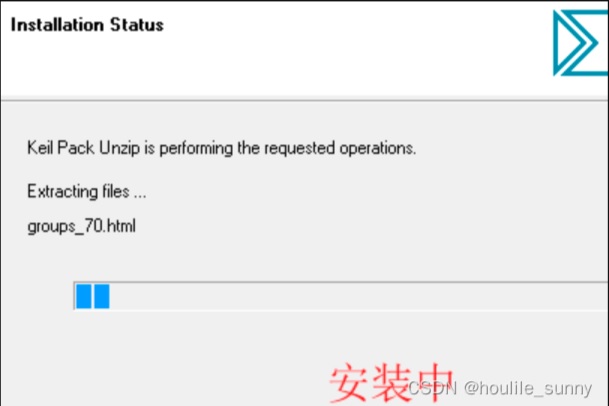 Installation Status
Keil Pack Unzip is performing the requested operations.
Extracting files ...
groups_70.html
安装中
CSDN @houlile_sunny